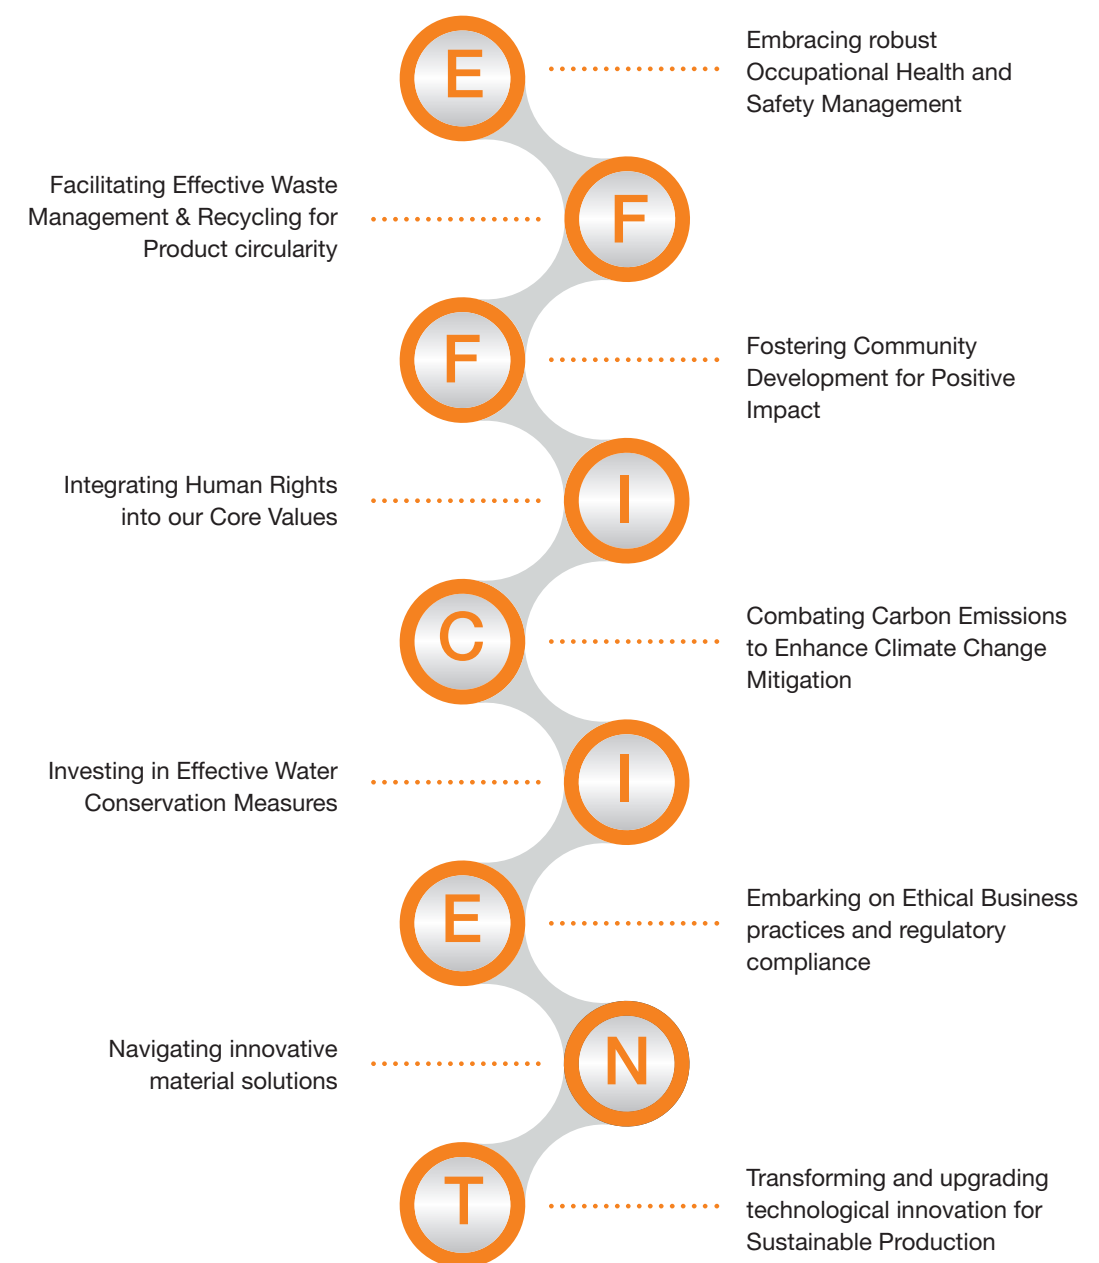 E
Embracing robust
Occupational Health and
Safety Management
Facilitating Effective Waste
Management & Recycling for
Product circularity
F
F
Fostering Community
Development for Positive
Impact
Integrating Human Rights
into our Core Values
I
C
Combating Carbon Emissions
to Enhance Climate Change
Mitigation
Investing in Effective Water
Conservation Measures
I
E
Embarking on Ethical Business
practices and regulatory
compliance
Navigating innovative
material solutions
N
T
Transforming and upgrading
technological innovation for
Sustainable Production